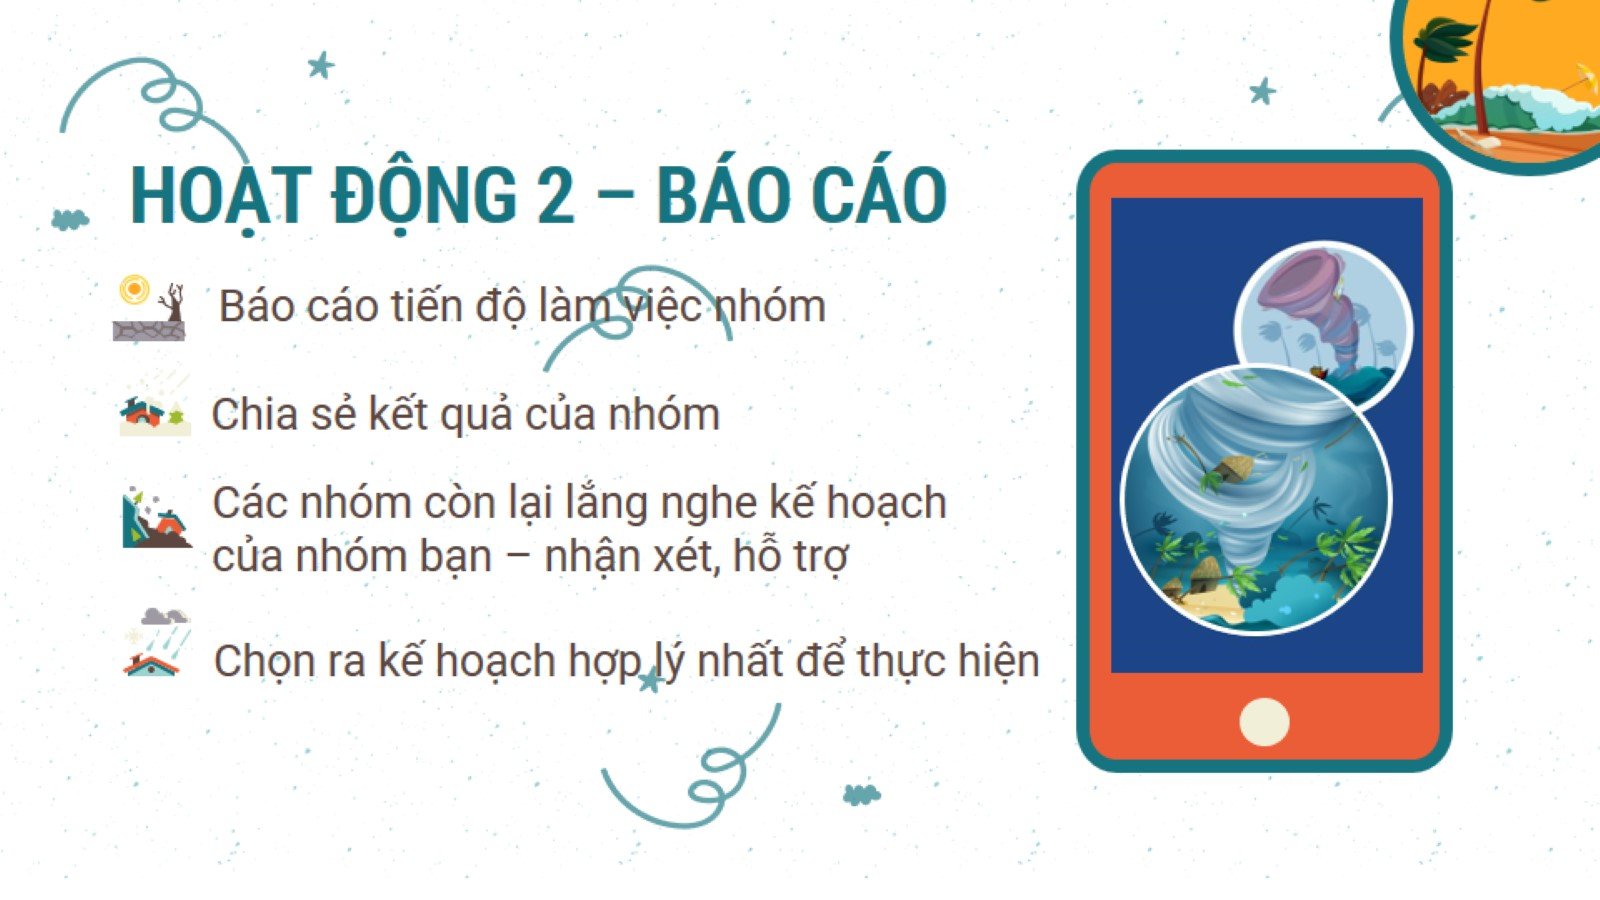 HOẠT ĐỘNG 2 – BÁO CÁO
Báo cáo tiến độ làm việc nhóm
Chia sẻ kết quả của nhóm
Các nhóm còn lại lắng nghe kế hoạch
của nhóm bạn – nhận xét, hỗ trợ
Chọn ra kế hoạch hợp lý nhất để thực hiện